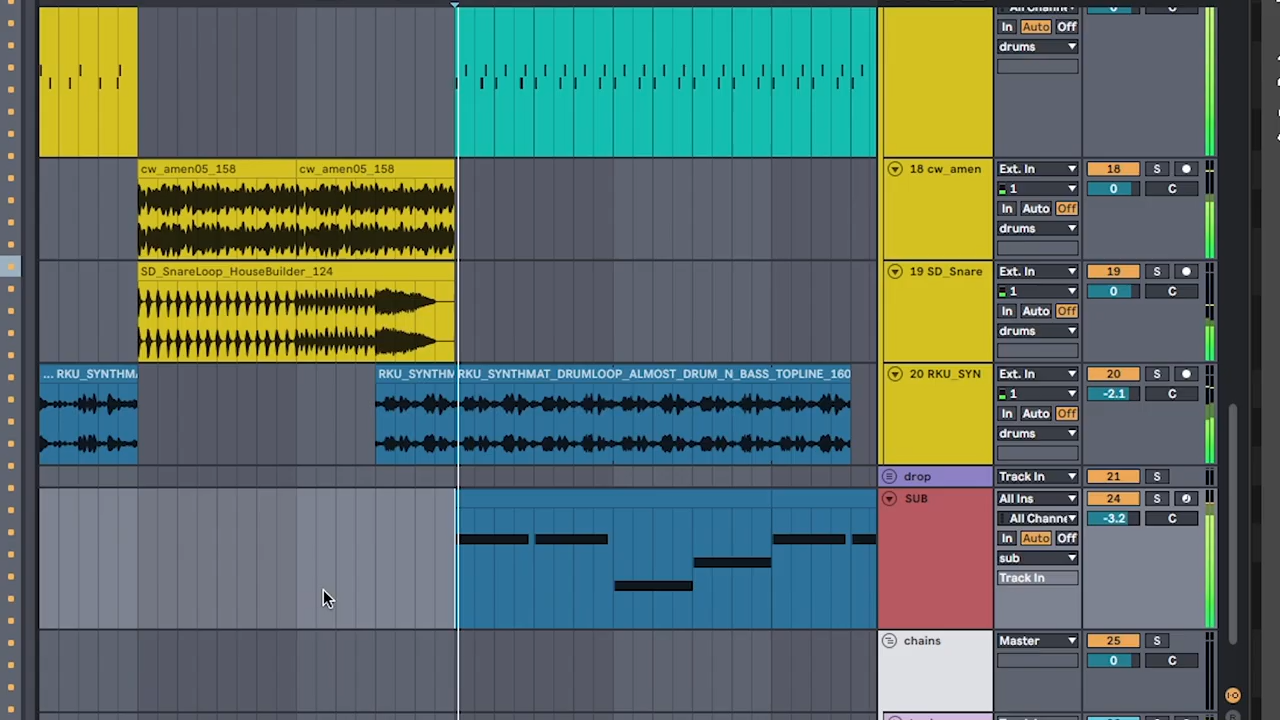 All Channe 0 C
In Auto Off
drums
cw_amen05_158 cw_amen05_158 18 cw_amen Ext. In 18 S
1 0 C
In Auto Off
drums
SD_SnareLoop_HouseBuilder_124 19 SD_Snare Ext. In 19 S
1 0 C
In Auto Off
drums
... RKU_SYNTHM RKU_SYNTHM RKU_SYNTHMAT_DRUMLOOP_ALMOST_DRUM_N_BASS_TOPLINE_160 20 RKU_SYN Ext. In 20 S
1 -2.1 C
In Auto Off
drums
drop Track In 21 S
SUB All Ins 24 S
All Channe -3.2 C
In Auto Off
sub
Track In
chains Master 25 S
0 C